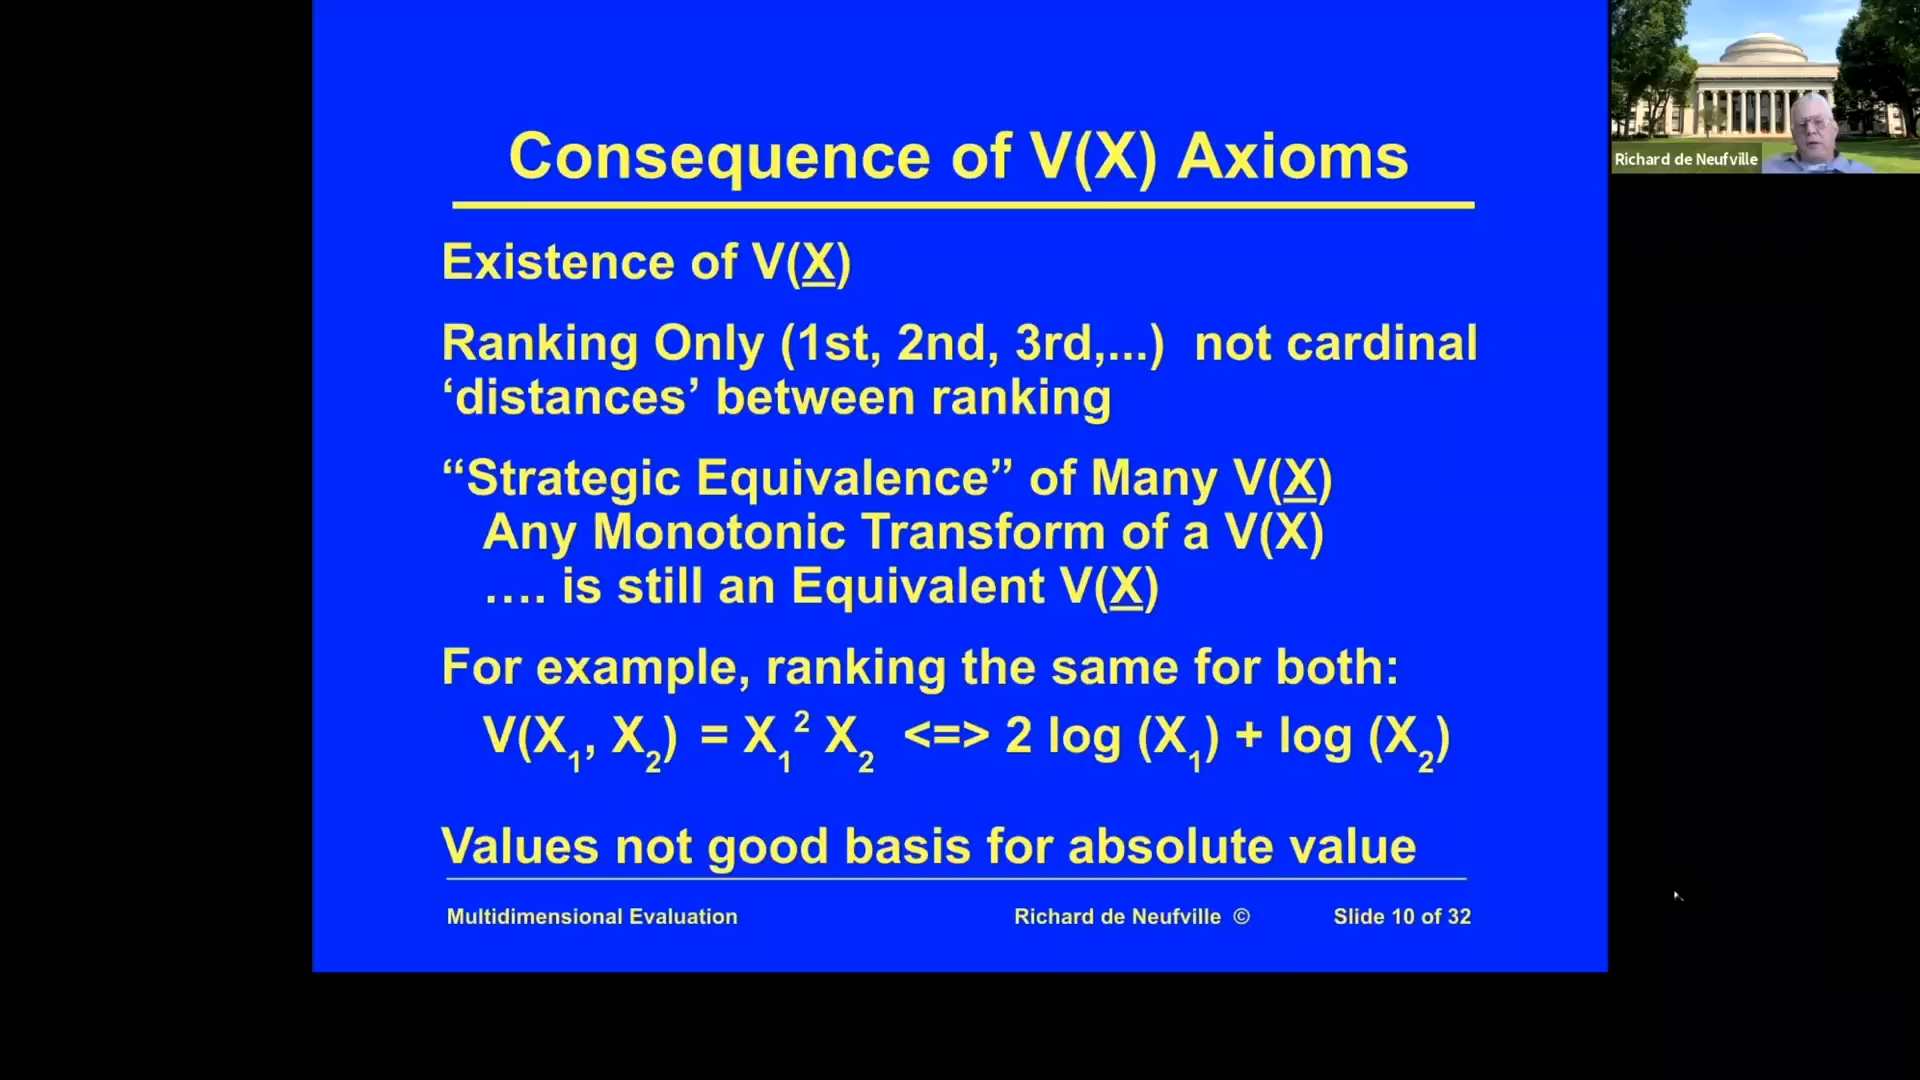 Consequence of V(X) Axioms
Existence of V(X)
Ranking Only (1st, 2nd, 3rd,...) not cardinal
‘distances’ between ranking
“Strategic Equivalence” of Many V(X)
Any Monotonic Transform of a V(X)
…. is still an Equivalent V(X)
For example, ranking the same for both:
V(X₁, X₂) = X₁² X₂ <=> 2 log (X₁) + log (X₂)
Values not good basis for absolute value
Multidimensional Evaluation Richard de Neufville © Slide 10 of 32
Richard de Neufville